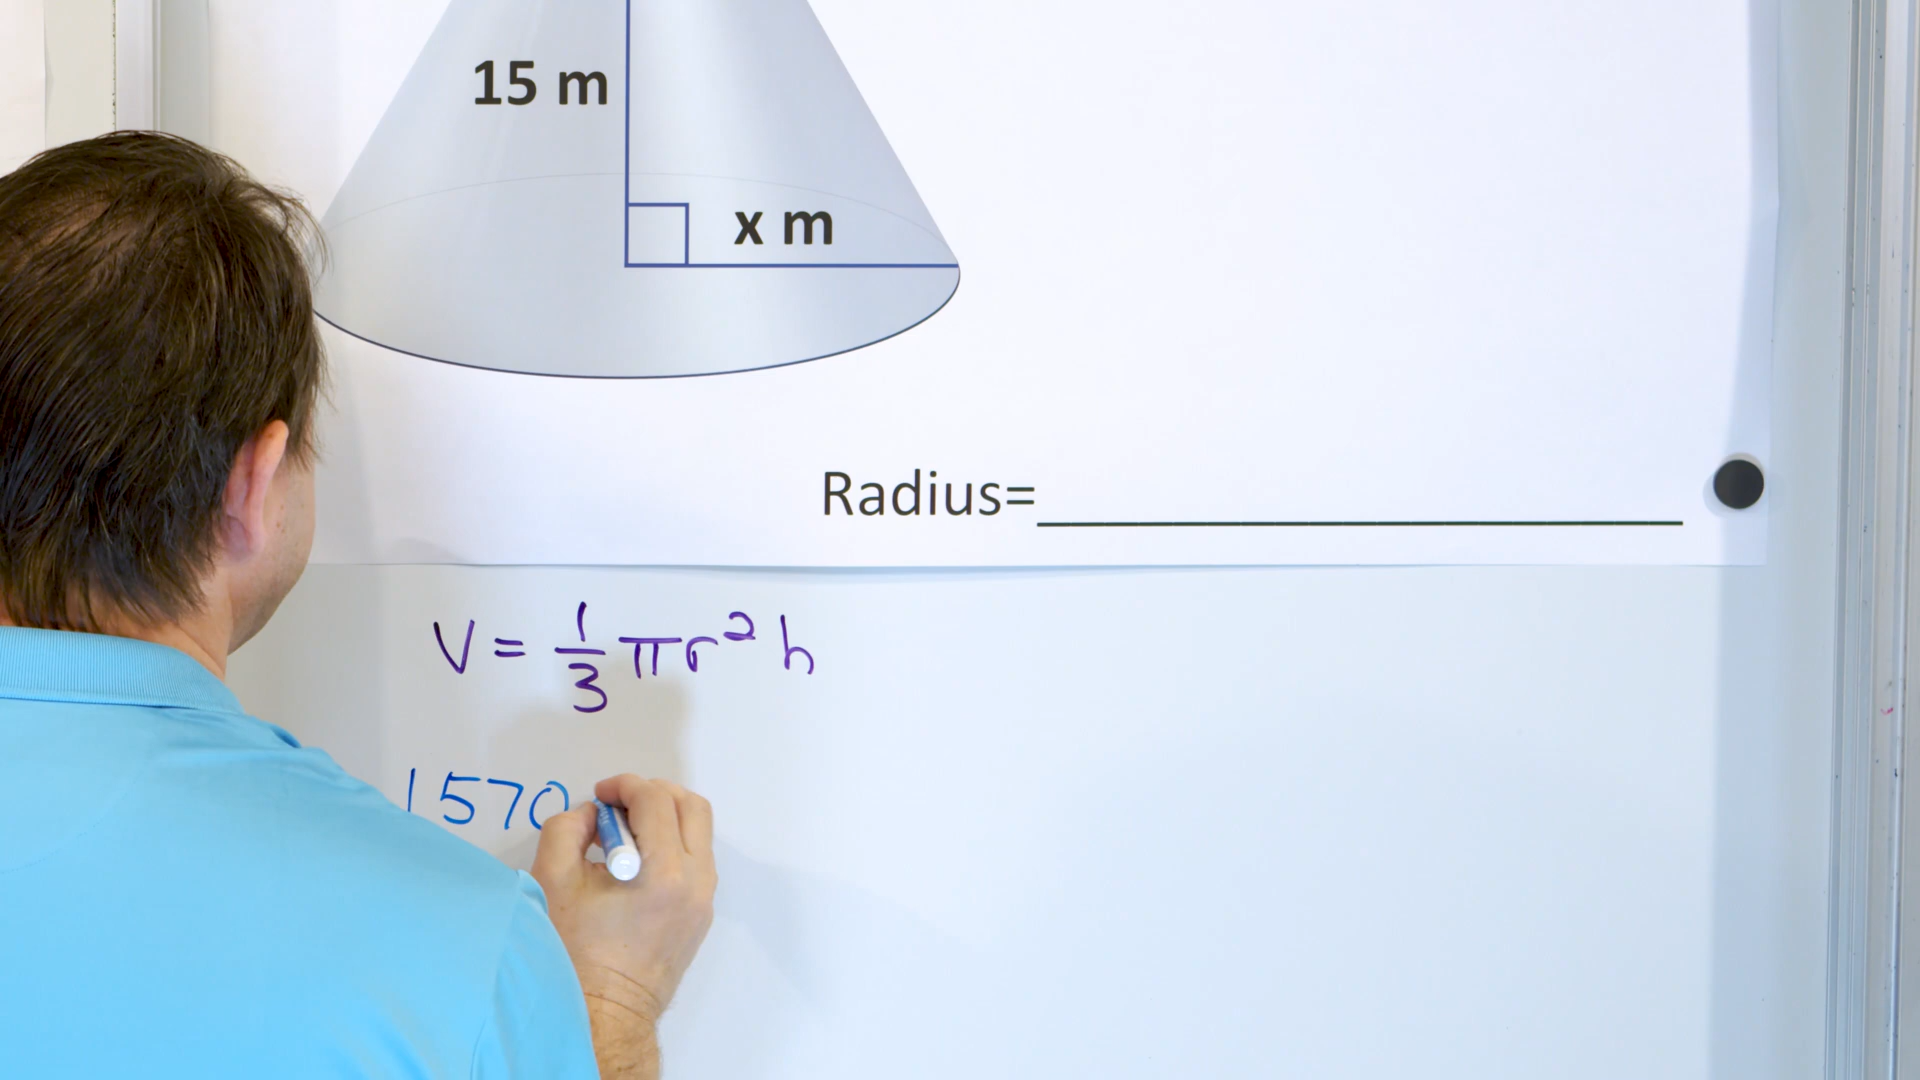 15 m
x m
Radius=
V = 1/3 πr² h
1570